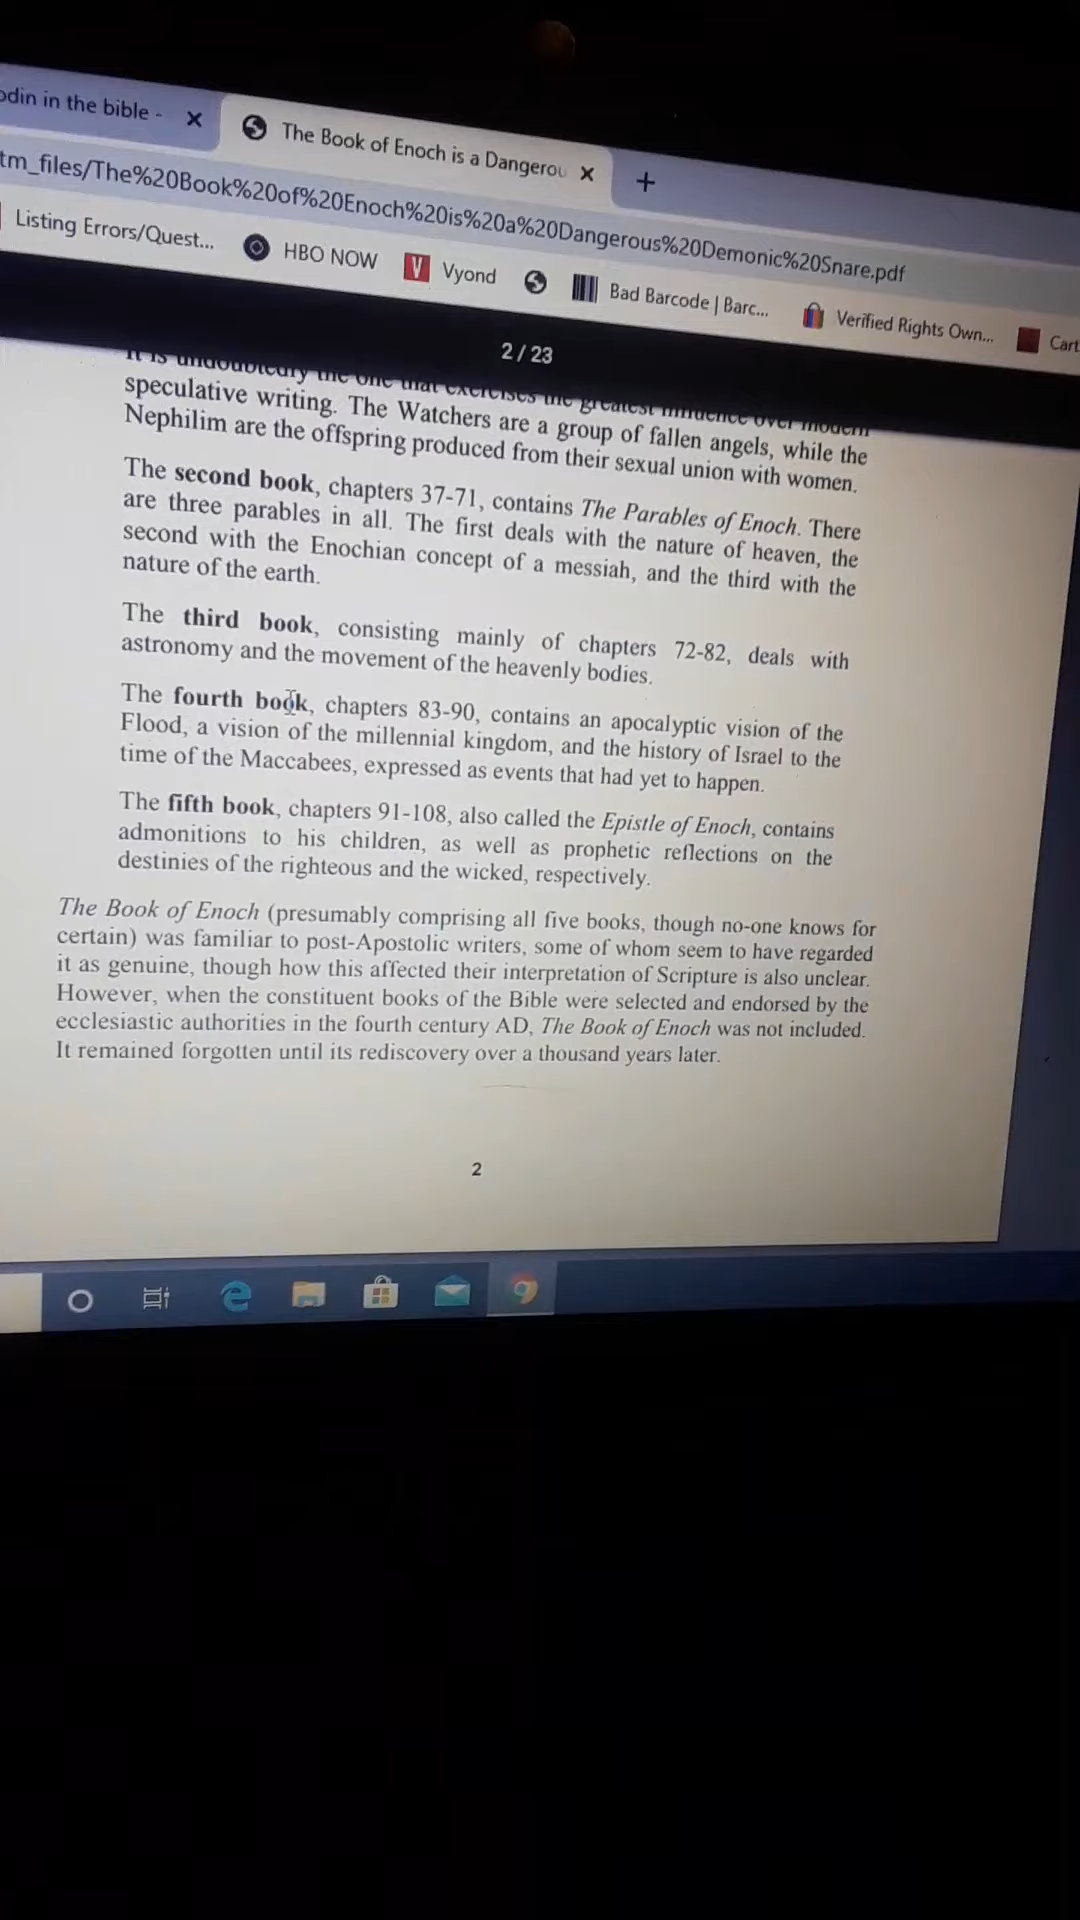 odin in the bible -
The Book of Enoch is a Dangerou
tm_files/The%20Book%20of%20Enoch%20is%20a%20Dangerous%20Demonic%20Snare.pdf
Listing Errors/Quest... HBO NOW Vyond Bad Barcode | Barc... Verified Rights Own... Cart
2 / 23
It is undoubtedly the one that exercises the greatest influence over modern
speculative writing. The Watchers are a group of fallen angels, while the
Nephilim are the offspring produced from their sexual union with women.
The second book, chapters 37-71, contains The Parables of Enoch. There
are three parables in all. The first deals with the nature of heaven, the
second with the Enochian concept of a messiah, and the third with the
nature of the earth.
The third book, consisting mainly of chapters 72-82, deals with
astronomy and the movement of the heavenly bodies.
The fourth book, chapters 83-90, contains an apocalyptic vision of the
Flood, a vision of the millennial kingdom, and the history of Israel to the
time of the Maccabees, expressed as events that had yet to happen.
The fifth book, chapters 91-108, also called the Epistle of Enoch, contains
admonitions to his children, as well as prophetic reflections on the
destinies of the righteous and the wicked, respectively.
The Book of Enoch (presumably comprising all five books, though no-one knows for
certain) was familiar to post-Apostolic writers, some of whom seem to have regarded
it as genuine, though how this affected their interpretation of Scripture is also unclear.
However, when the constituent books of the Bible were selected and endorsed by the
ecclesiastic authorities in the fourth century AD, The Book of Enoch was not included.
It remained forgotten until its rediscovery over a thousand years later.
2